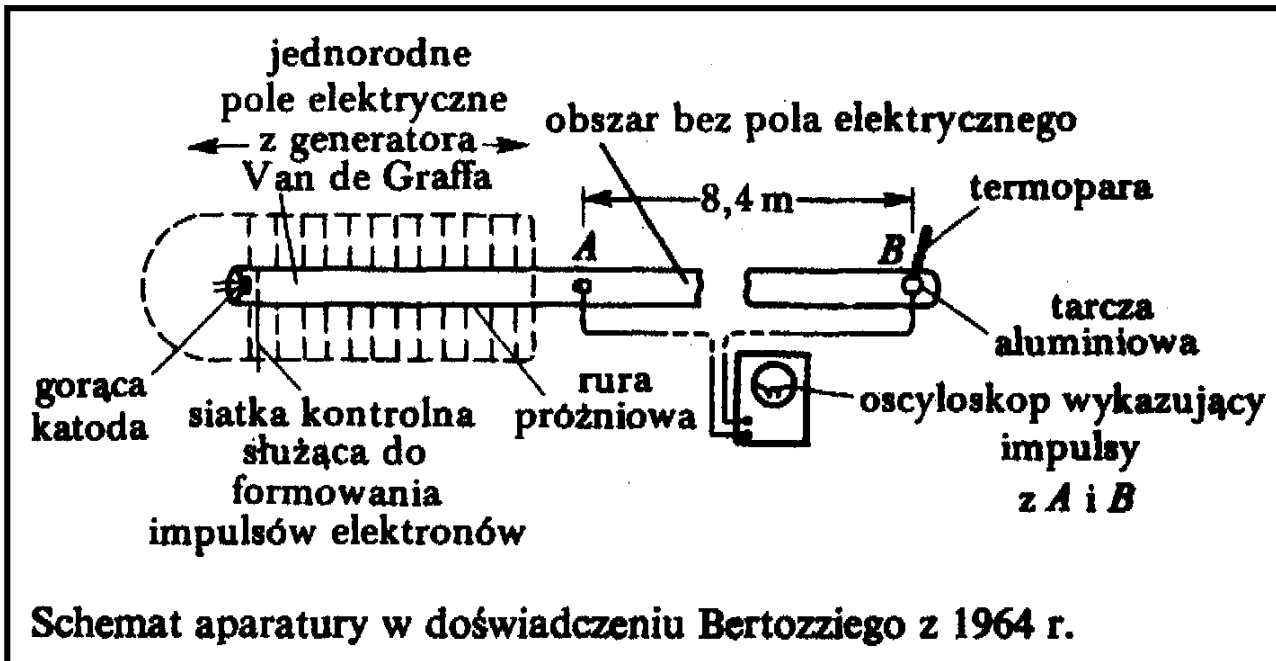 jednorodne
pole elektryczne
z generatora
Van de Graffa
obszar bez pola elektrycznego
8,4 m
termopara
A
B
tarcza
aluminiowa
gorąca
katoda
siatka kontrolna
służąca do
formowania
impulsów elektronów
rura
próżniowa
oscyloskop wykazujący
impulsy
z A i B
Schemat aparatury w doświadczeniu Bertozziego z 1964 r.